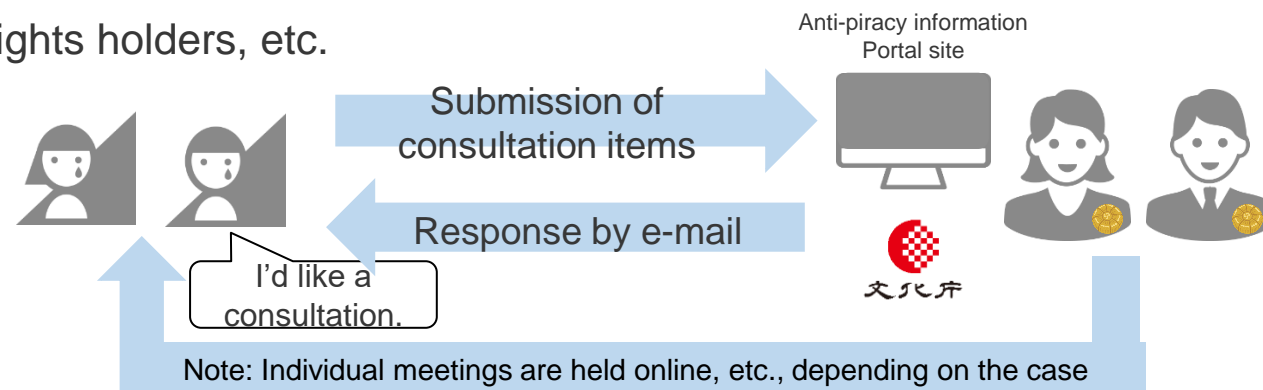 ights holders, etc.
Anti-piracy information
Portal site
Submission of
consultation items
Response by e-mail
I'd like a
consultation.
文化庁
Note: Individual meetings are held online, etc., depending on the case